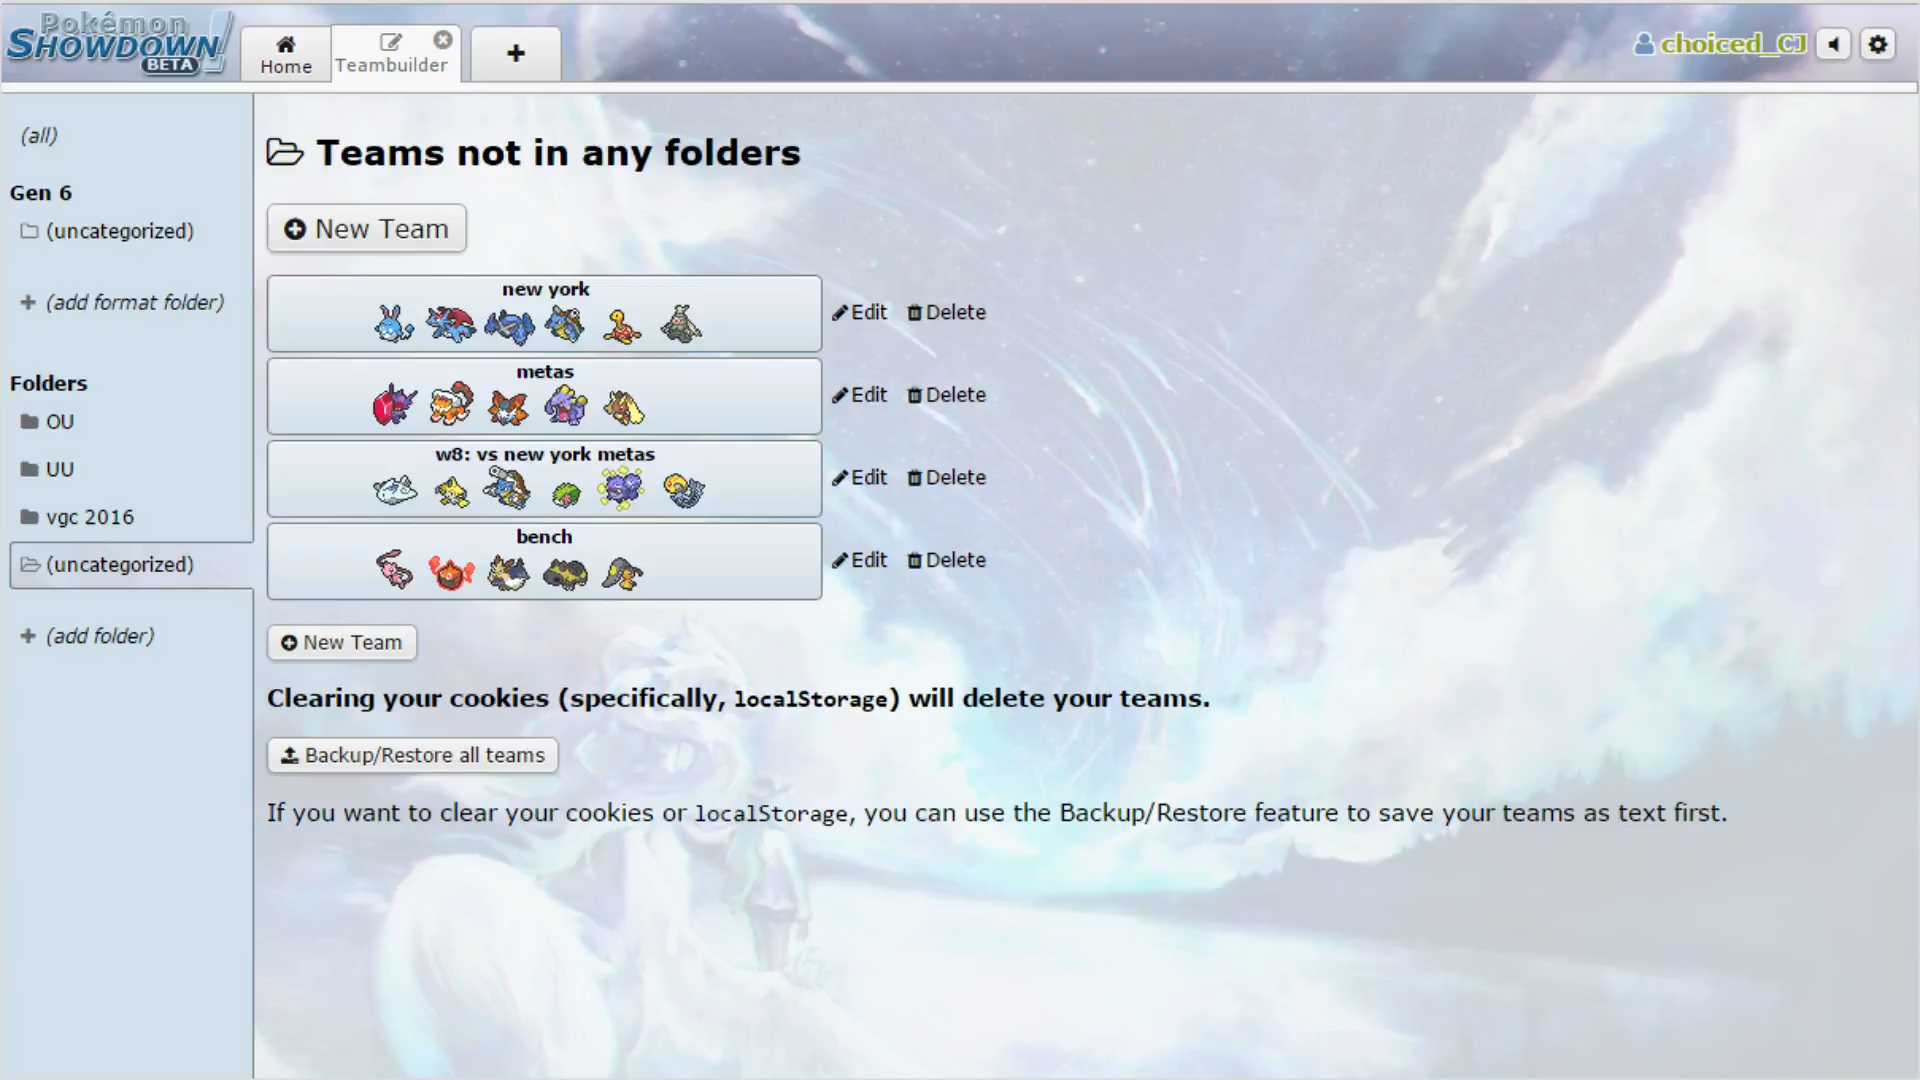 Pokémon
SHOWDOWN!
BETA
Home
Teambuilder
choiced_CJ
(all)
Gen 6
(uncategorized)
(add format folder)
Folders
OU
UU
vgc 2016
(uncategorized)
(add folder)
Teams not in any folders
New Team
new york
Edit Delete
metas
Edit Delete
w8: vs new york metas
Edit Delete
bench
Edit Delete
New Team
Clearing your cookies (specifically, localStorage) will delete your teams.
Backup/Restore all teams
If you want to clear your cookies or localStorage, you can use the Backup/Restore feature to save your teams as text first.